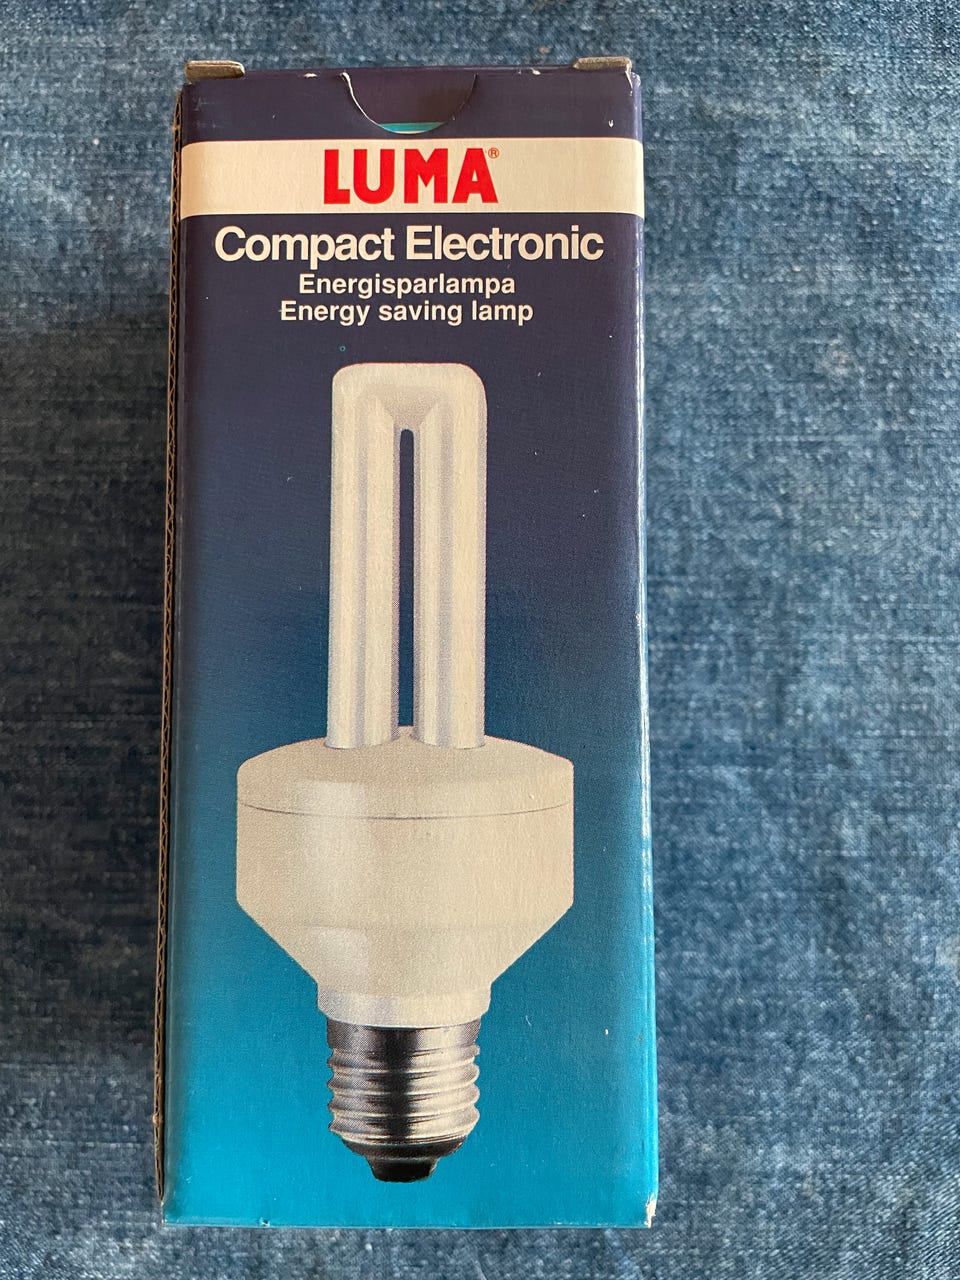 LUMA®
Compact Electronic
Energisparlampa
Energy saving lamp